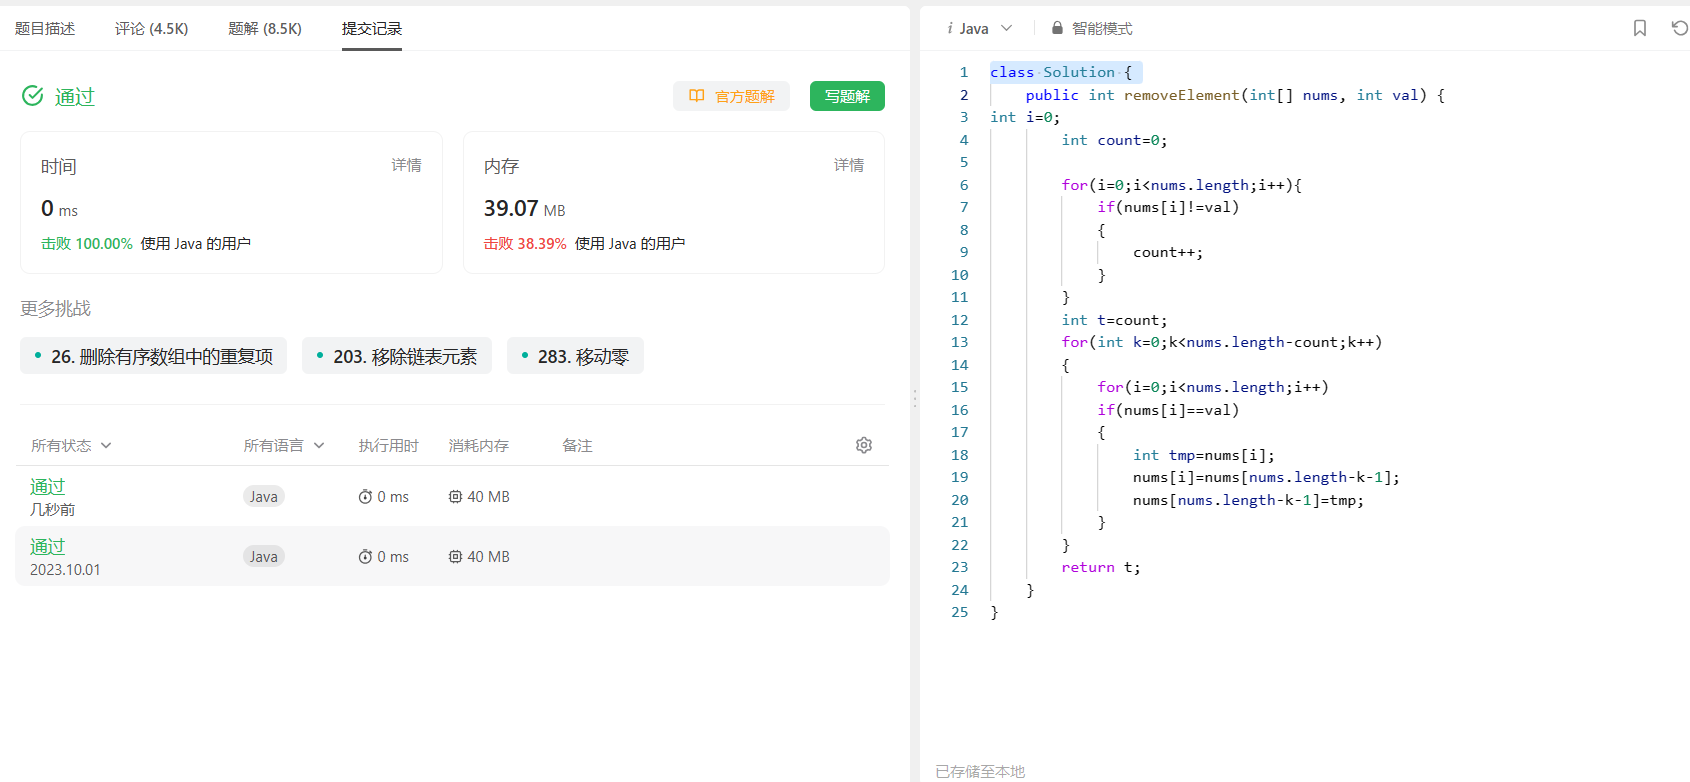 题目描述 评论 (4.5K) 题解 (8.5K) 提交记录
通过 官方题解 写题解
时间 详情
0 ms
击败 100.00% 使用 Java 的用户
内存 详情
39.07 MB
击败 38.39% 使用 Java 的用户
更多挑战
26. 删除有序数组中的重复项 203. 移除链表元素 283. 移动零
所有状态 所有语言 执行用时 消耗内存 备注
通过
几秒前
Java 0 ms 40 MB
通过
2023.10.01
Java 0 ms 40 MB
i Java 智能模式
1 class Solution {
2     public int removeElement(int[] nums, int val) {
3 int i=0;
4         int count=0;
5
6         for(i=0;i<nums.length;i++){
7             if(nums[i]!=val)
8             {
9                 count++;
10             }
11         }
12         int t=count;
13         for(int k=0;k<nums.length-count;k++)
14         {
15             for(i=0;i<nums.length;i++)
16             if(nums[i]==val)
17             {
18                 int tmp=nums[i];
19                 nums[i]=nums[nums.length-k-1];
20                 nums[nums.length-k-1]=tmp;
21             }
22         }
23         return t;
24     }
25 }
已存储至本地